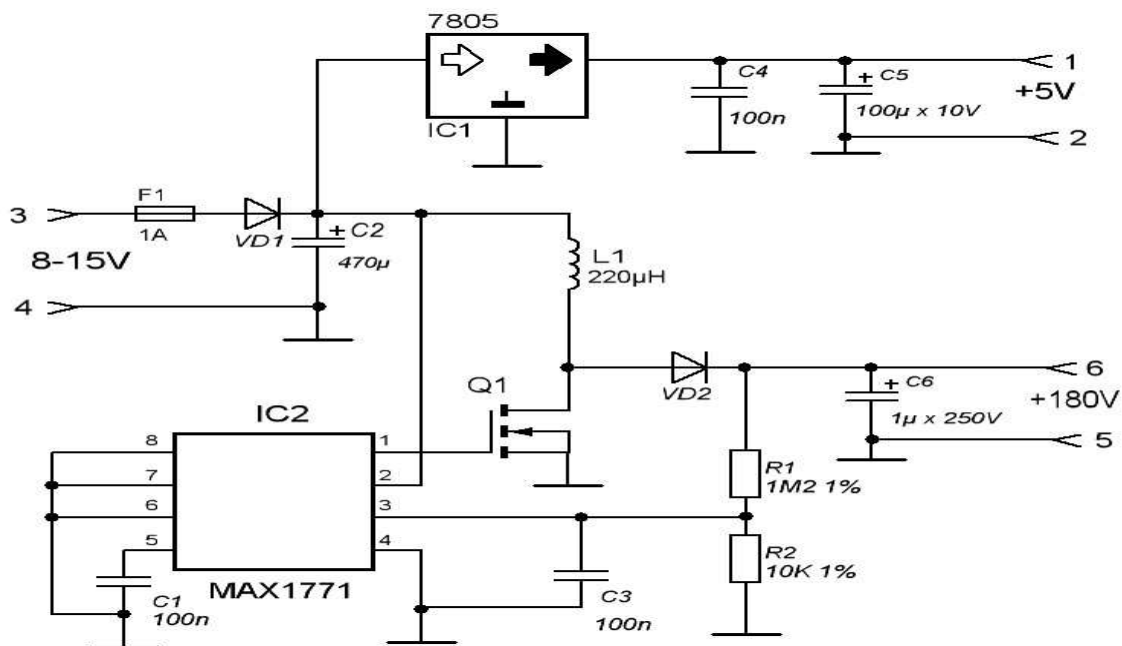 7805
IC1
C4
100n
+ C5
100µ x 10V
1
+5V
2
3
F1
1A
VD1
+ C2
470µ
8-15V
4
L1
220µH
Q1
VD2
6
+ C6
1µ x 250V
+180V
5
IC2
8
7
6
5
1
2
3
4
MAX1771
R1
1M2 1%
R2
10K 1%
C1
100n
C3
100n